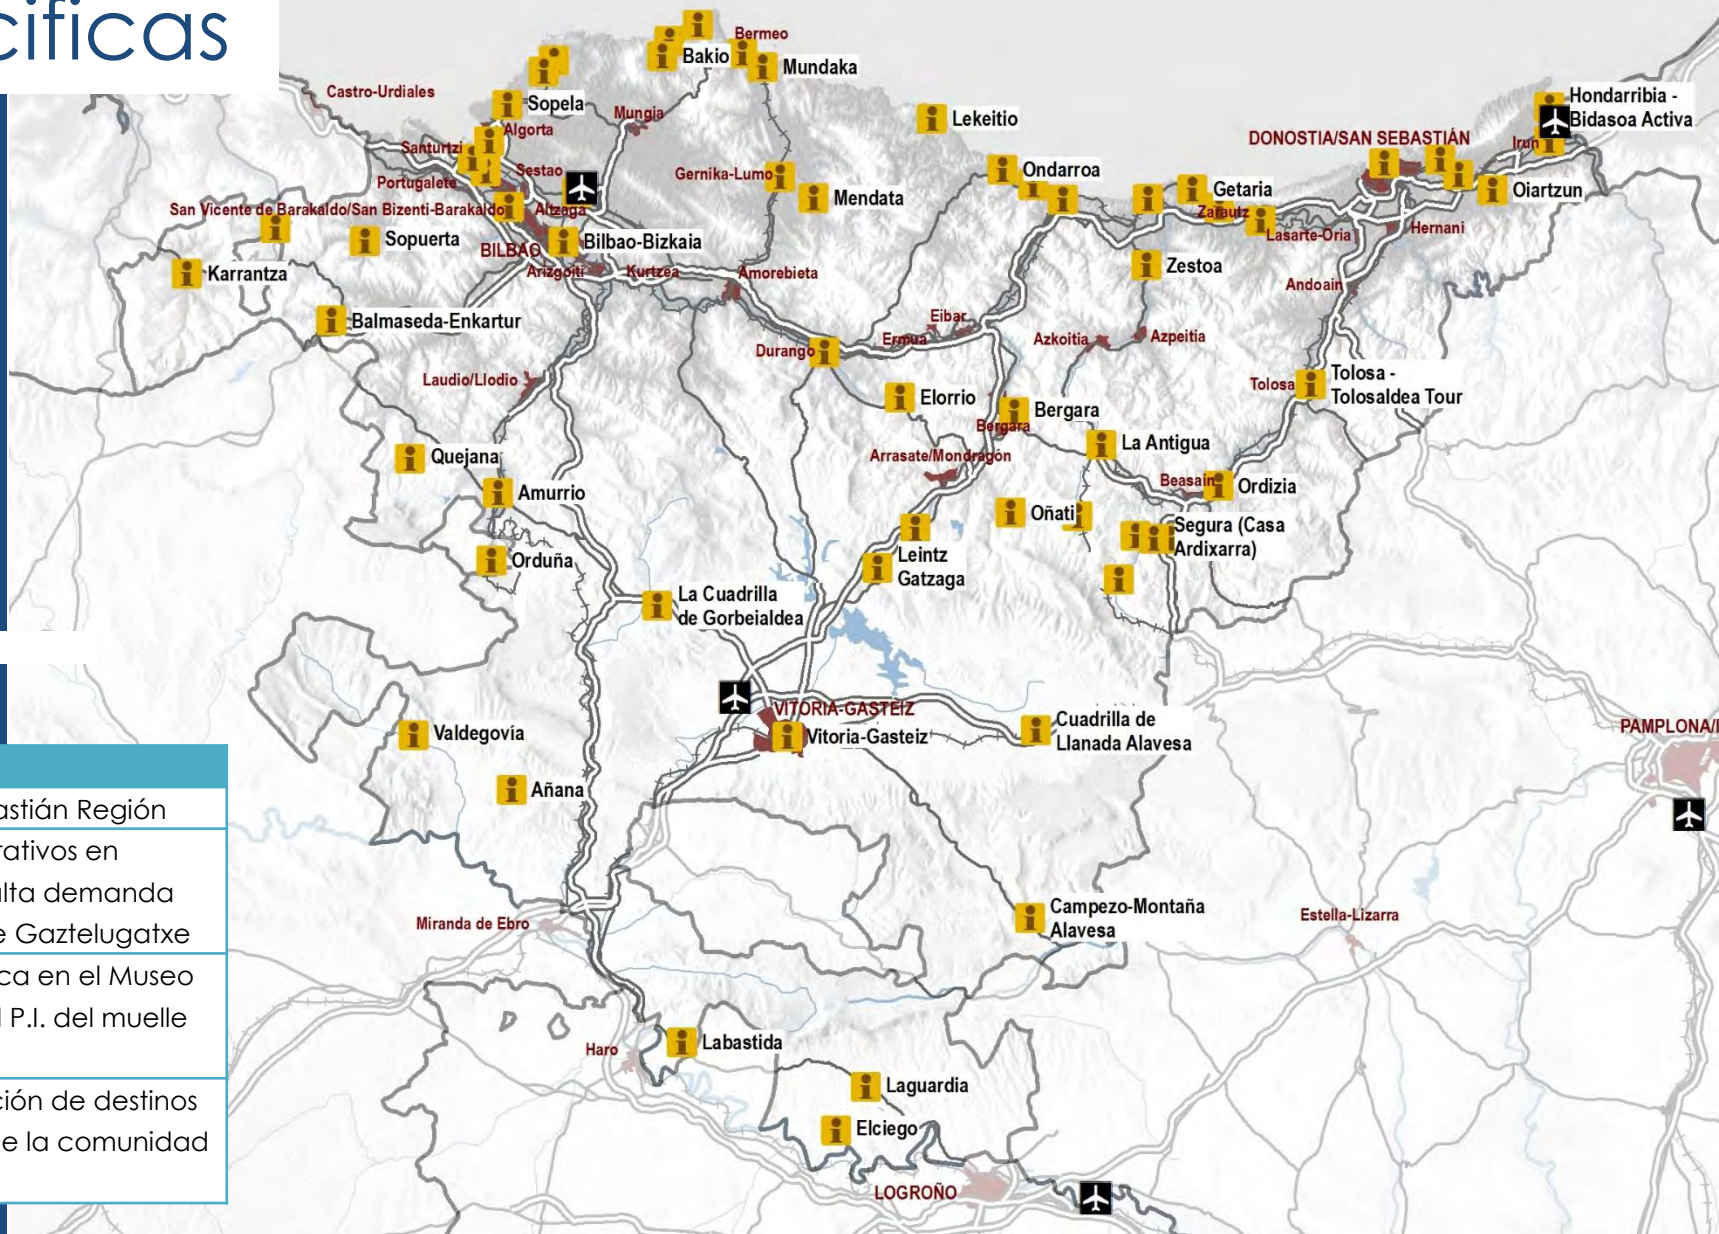 cificas
Bermeo
Bakio
Mundaka
Castro-Urdiales
Sopela
Mungia
Algorta
Lekeitio
Hondarribia -
Bidasoa Activa
DONOSTIA/SAN SEBASTIÁN
Irun
Santurtzi
Sestao
Portugalete
Gernika-Lumo
Ondarroa
Mendata
Getaria
Zarautz
Oiartzun
San Vicente de Barakaldo/San Bizenti-Barakaldo
Altzaga
Sopuerta
BILBAO
Bilbao-Bizkaia
Lasarte-Oria
Hernani
Karrantza
Arizgoiti
Kurtzea
Amorebieta
Zestoa
Andoain
Balmaseda-Enkartur
Eibar
Ermua
Durango
Azkoitia
Azpeitia
Laudio/Llodio
Elorrio
Bergara
Bergara
Tolosa
Tolosa -
Tolosaldea Tour
Quejana
Arrasate/Mondragón
La Antigua
Amurrio
Beasain
Ordizia
Oñati
Segura (Casa
Ardixarra)
Orduña
Leintz
Gatzaga
La Cuadrilla
de Gorbeialdea
VITORIA-GASTEIZ
Vitoria-Gasteiz
Cuadrilla de
Llanada Alavesa
Valdegovía
PAMPLONA/I
Añana
astián Región
rativos en
alta demanda
e Gaztelugatxe
ca en el Museo
l P.I. del muelle
ción de destinos
e la comunidad
Miranda de Ebro
Campezo-Montaña
Alavesa
Estella-Lizarra
Haro
Labastida
Laguardia
Elciego
LOGROÑO